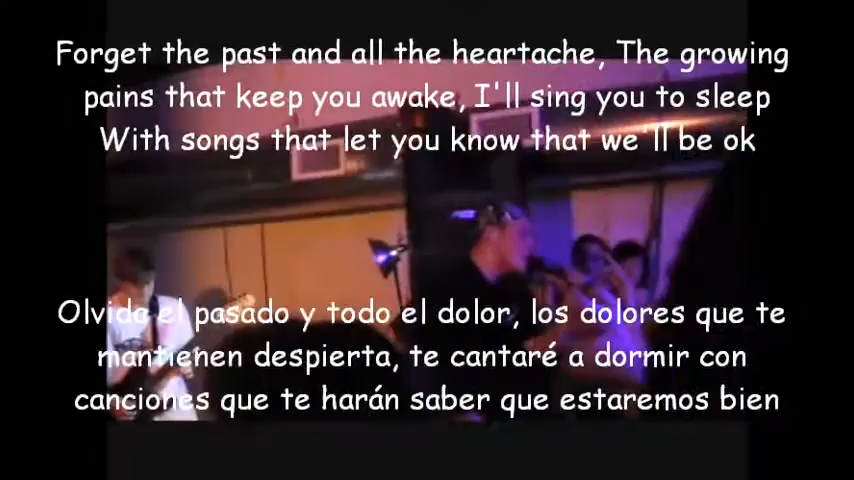 Forget the past and all the heartache, The growing
pains that keep you awake, I'll sing you to sleep
With songs that let you know that we'll be ok
Olvida el pasado y todo el dolor, los dolores que te
mantienen despierta, te cantaré a dormir con
canciones que te harán saber que estaremos bien